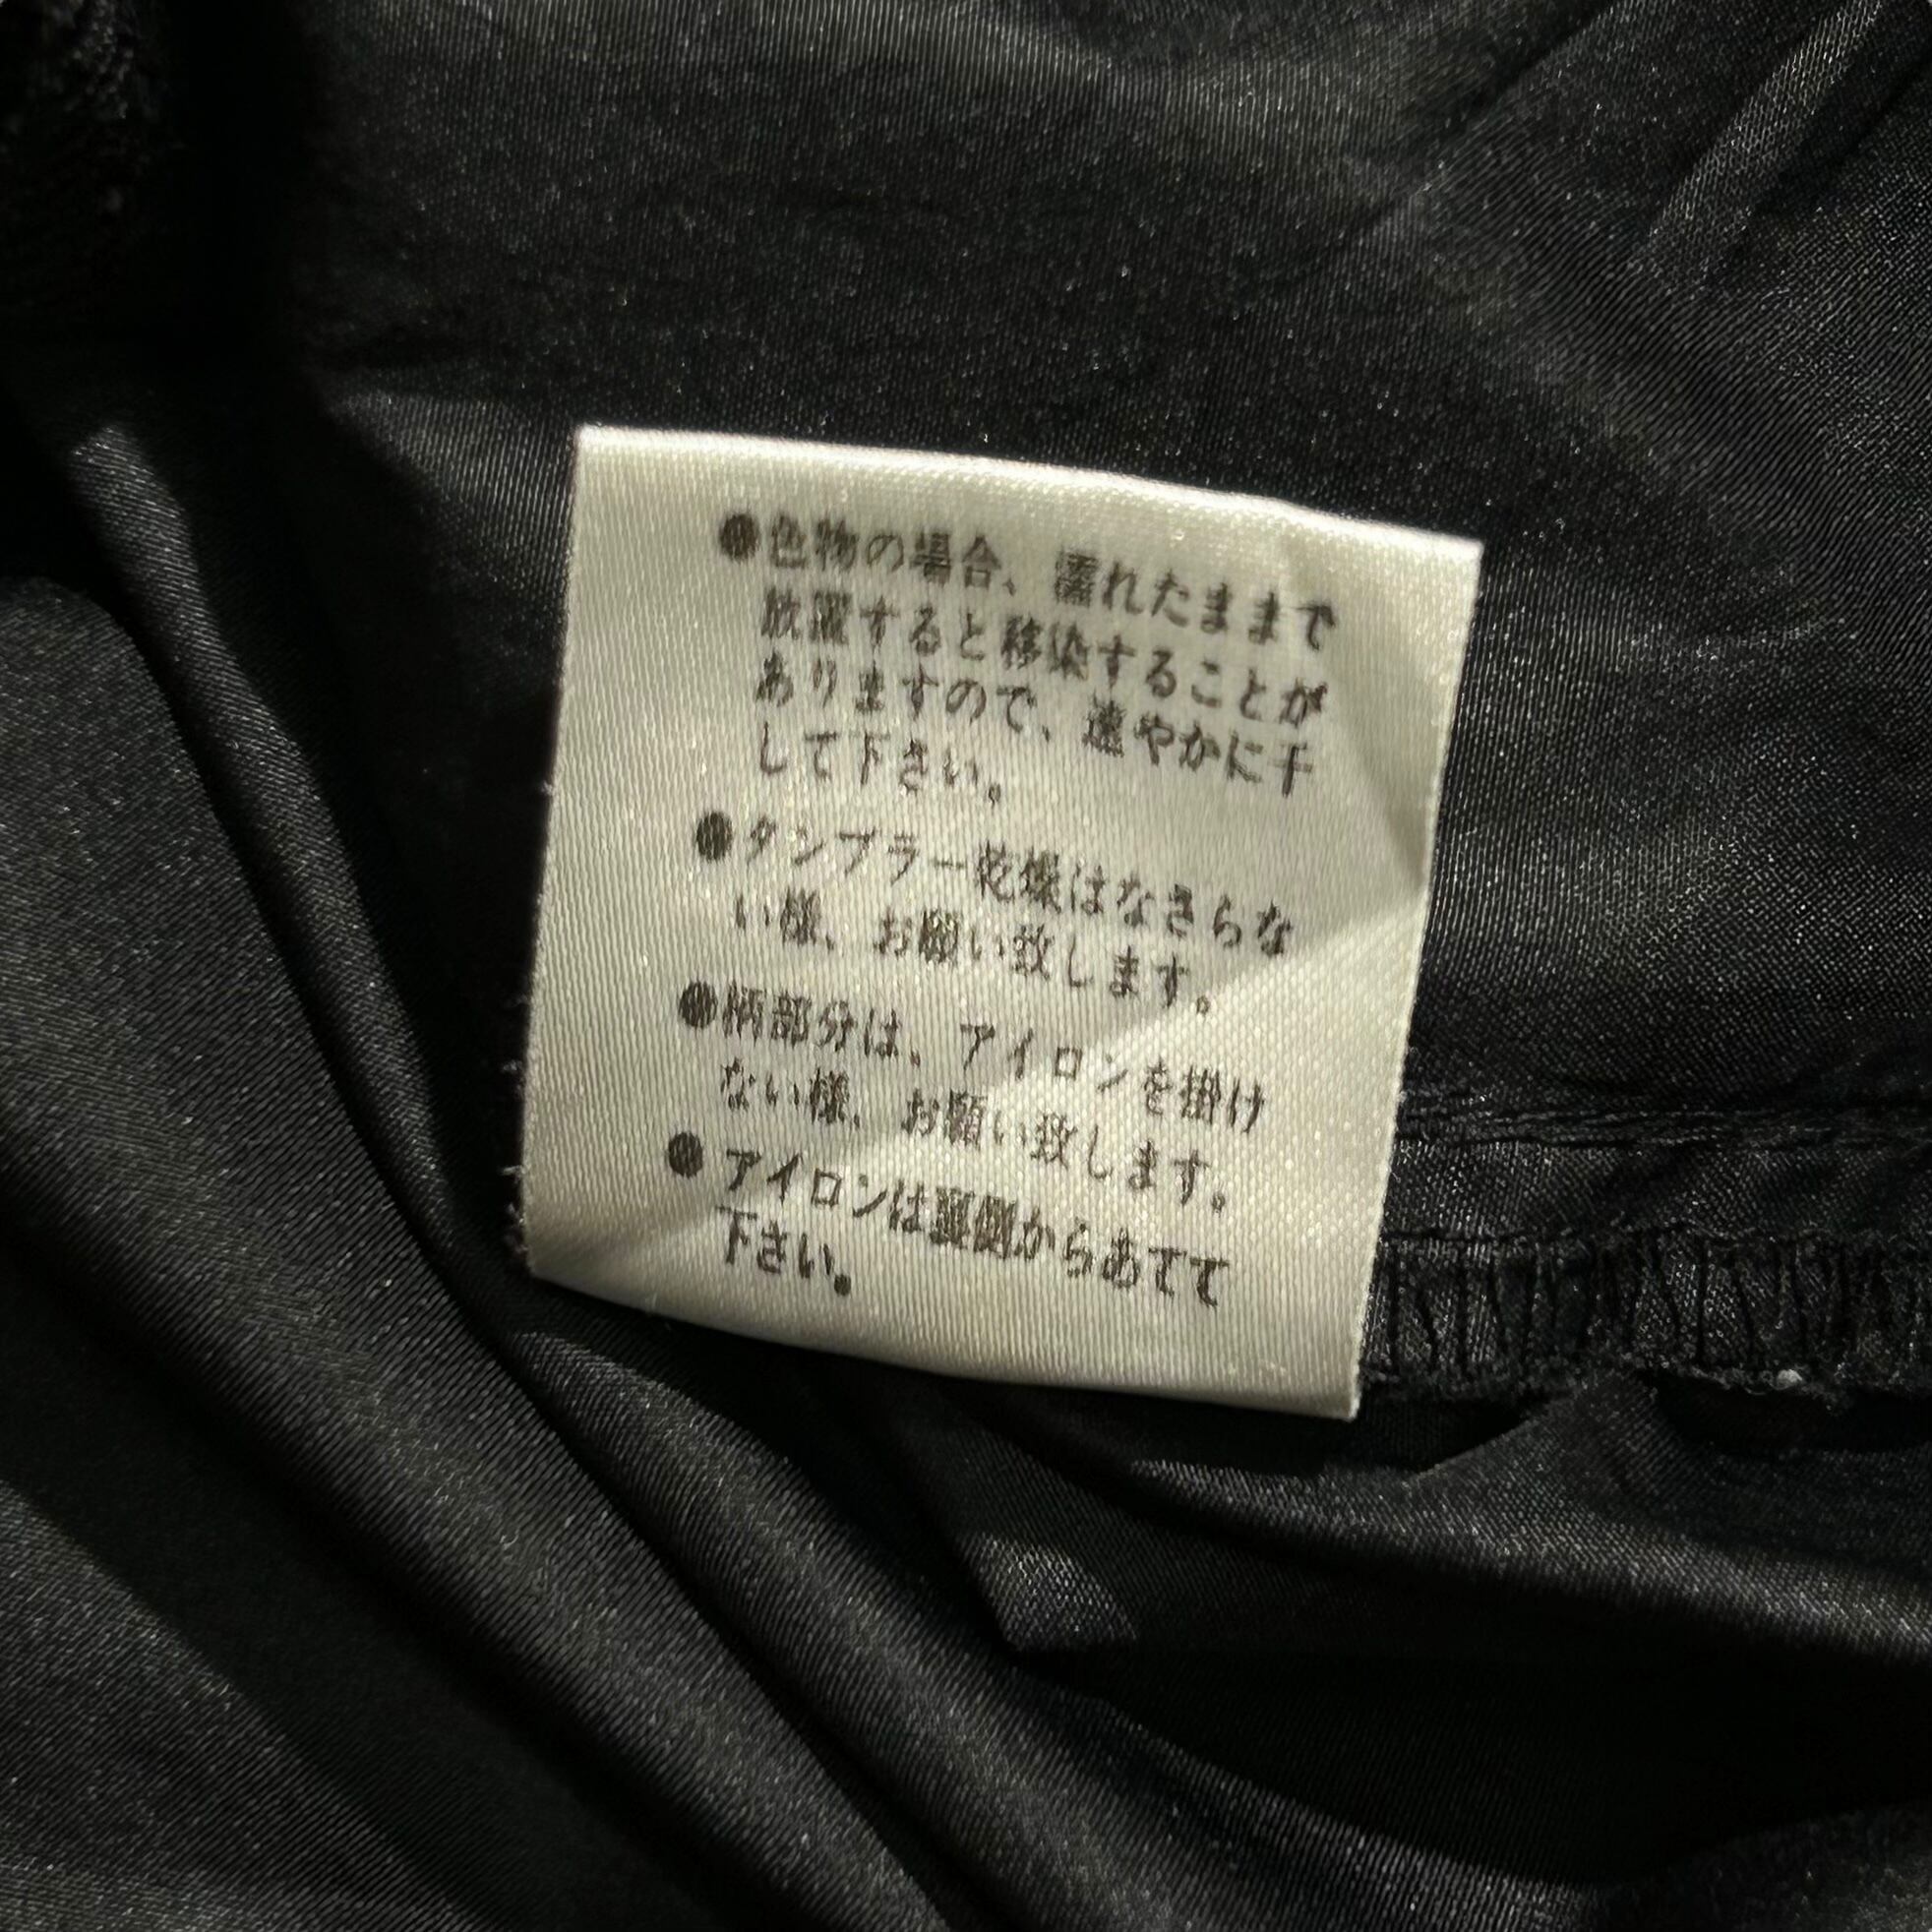 ●色物の場合、濡れたままで
放置すると移染することが
ありますので、速やかに干
して下さい。
●タンブラー乾燥はなさらな
い様、お願い致します。
●柄部分は、アイロンを掛け
ない様、お願い致します。
●アイロンは裏側からあてて
下さい。